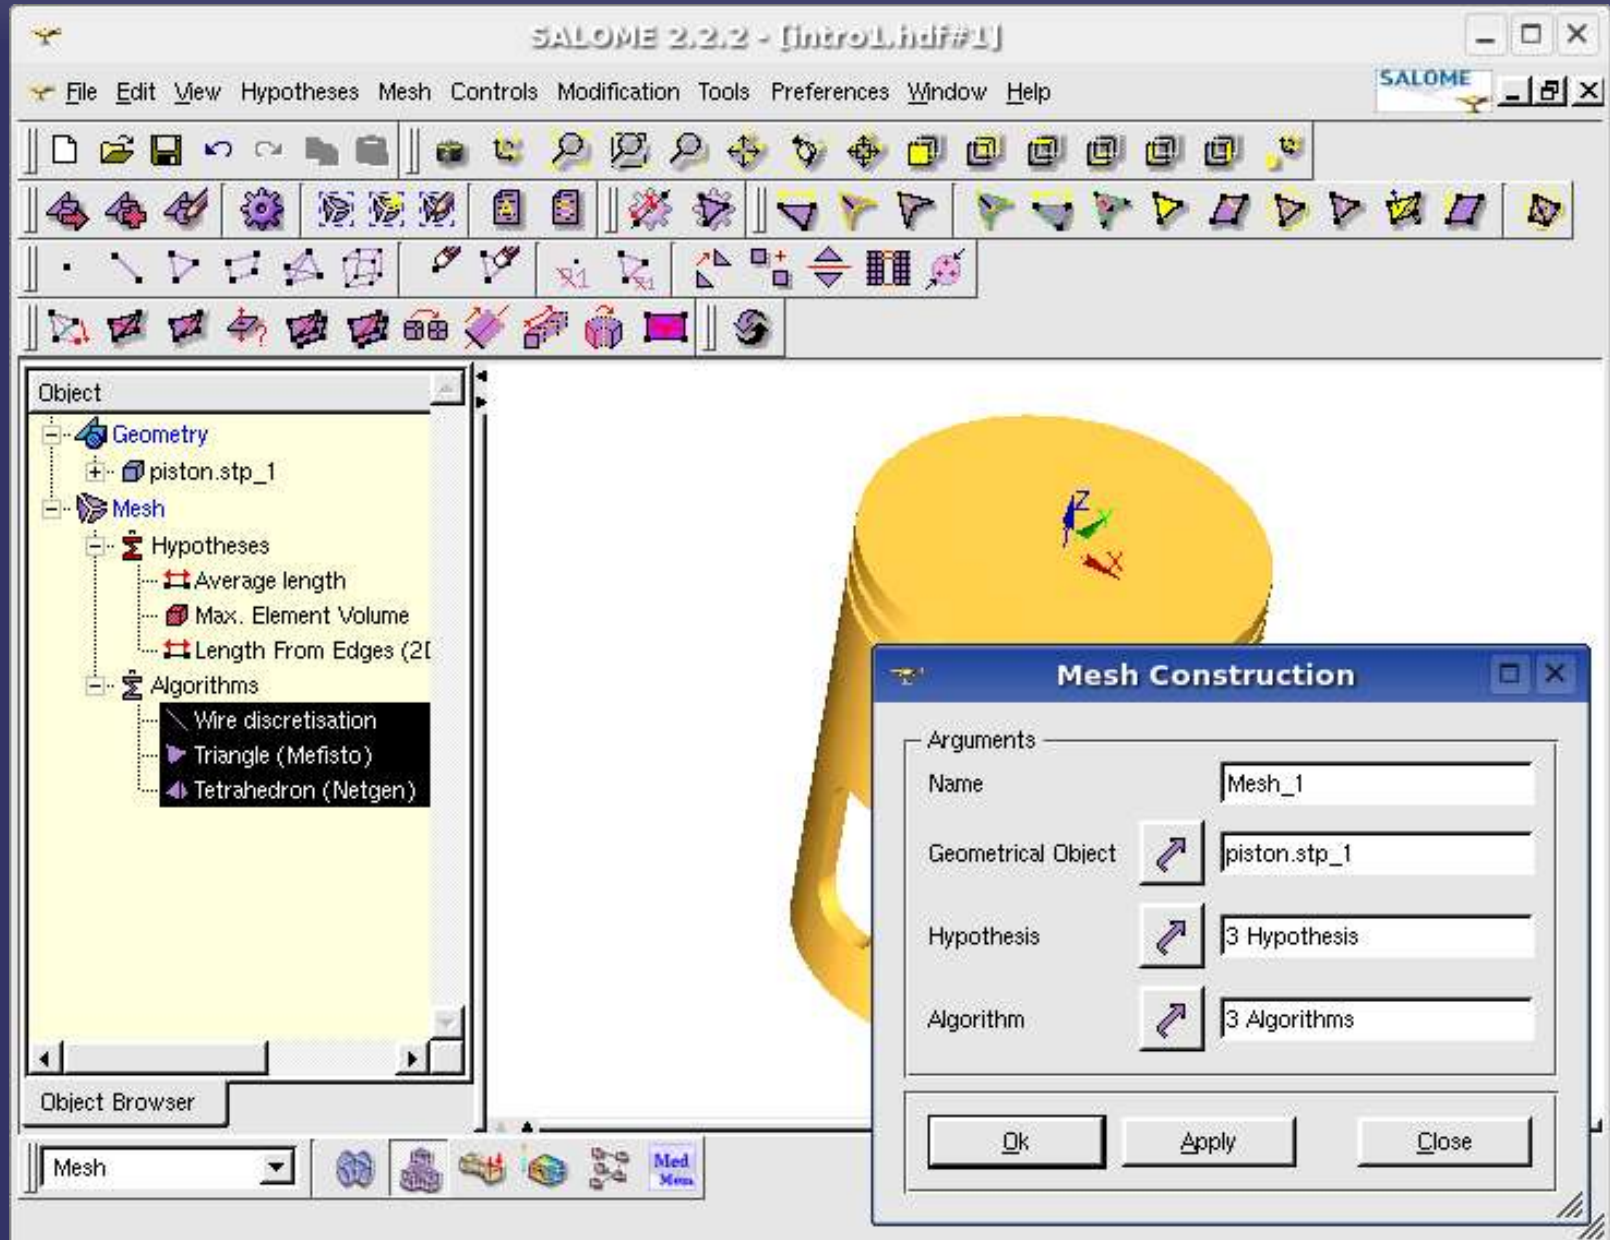 SALOME 2.2.2 - [intro1.hdf#1]
File Edit View Hypotheses Mesh Controls Modification Tools Preferences Window Help
SALOME
Object
Geometry
piston.stp_1
Mesh
Hypotheses
Average length
Max. Element Volume
Length From Edges (2D
Algorithms
Wire discretisation
Triangle (Mefisto)
Tetrahedron (Netgen)
Object Browser
Mesh
Med
Mem
Z
Y
X
Mesh Construction
Arguments
Name Mesh_1
Geometrical Object piston.stp_1
Hypothesis 3 Hypothesis
Algorithm 3 Algorithms
Ok Apply Close